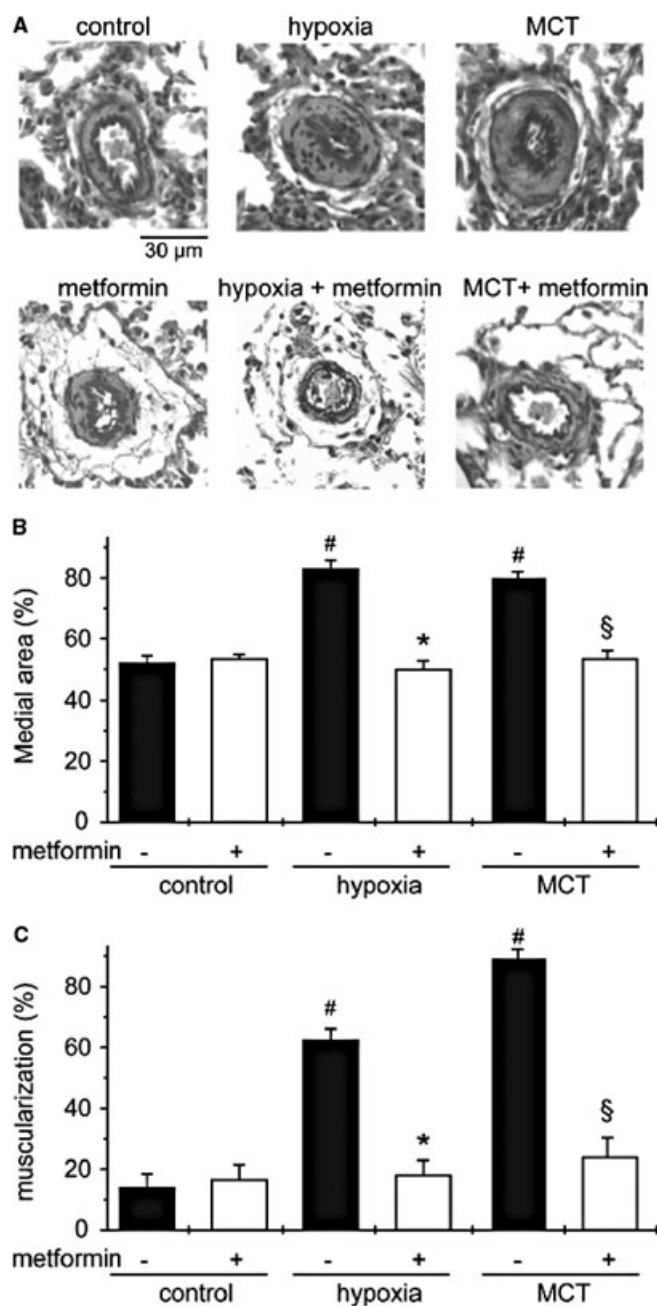 A
control hypoxia MCT
30 µm
metformin hypoxia + metformin MCT+ metformin
B
Medial area (%)
80
60
40
20
0
# * # §
metformin - + - + - +
control hypoxia MCT
C
muscularization (%)
80
60
40
20
0
# * # §
metformin - + - + - +
control hypoxia MCT